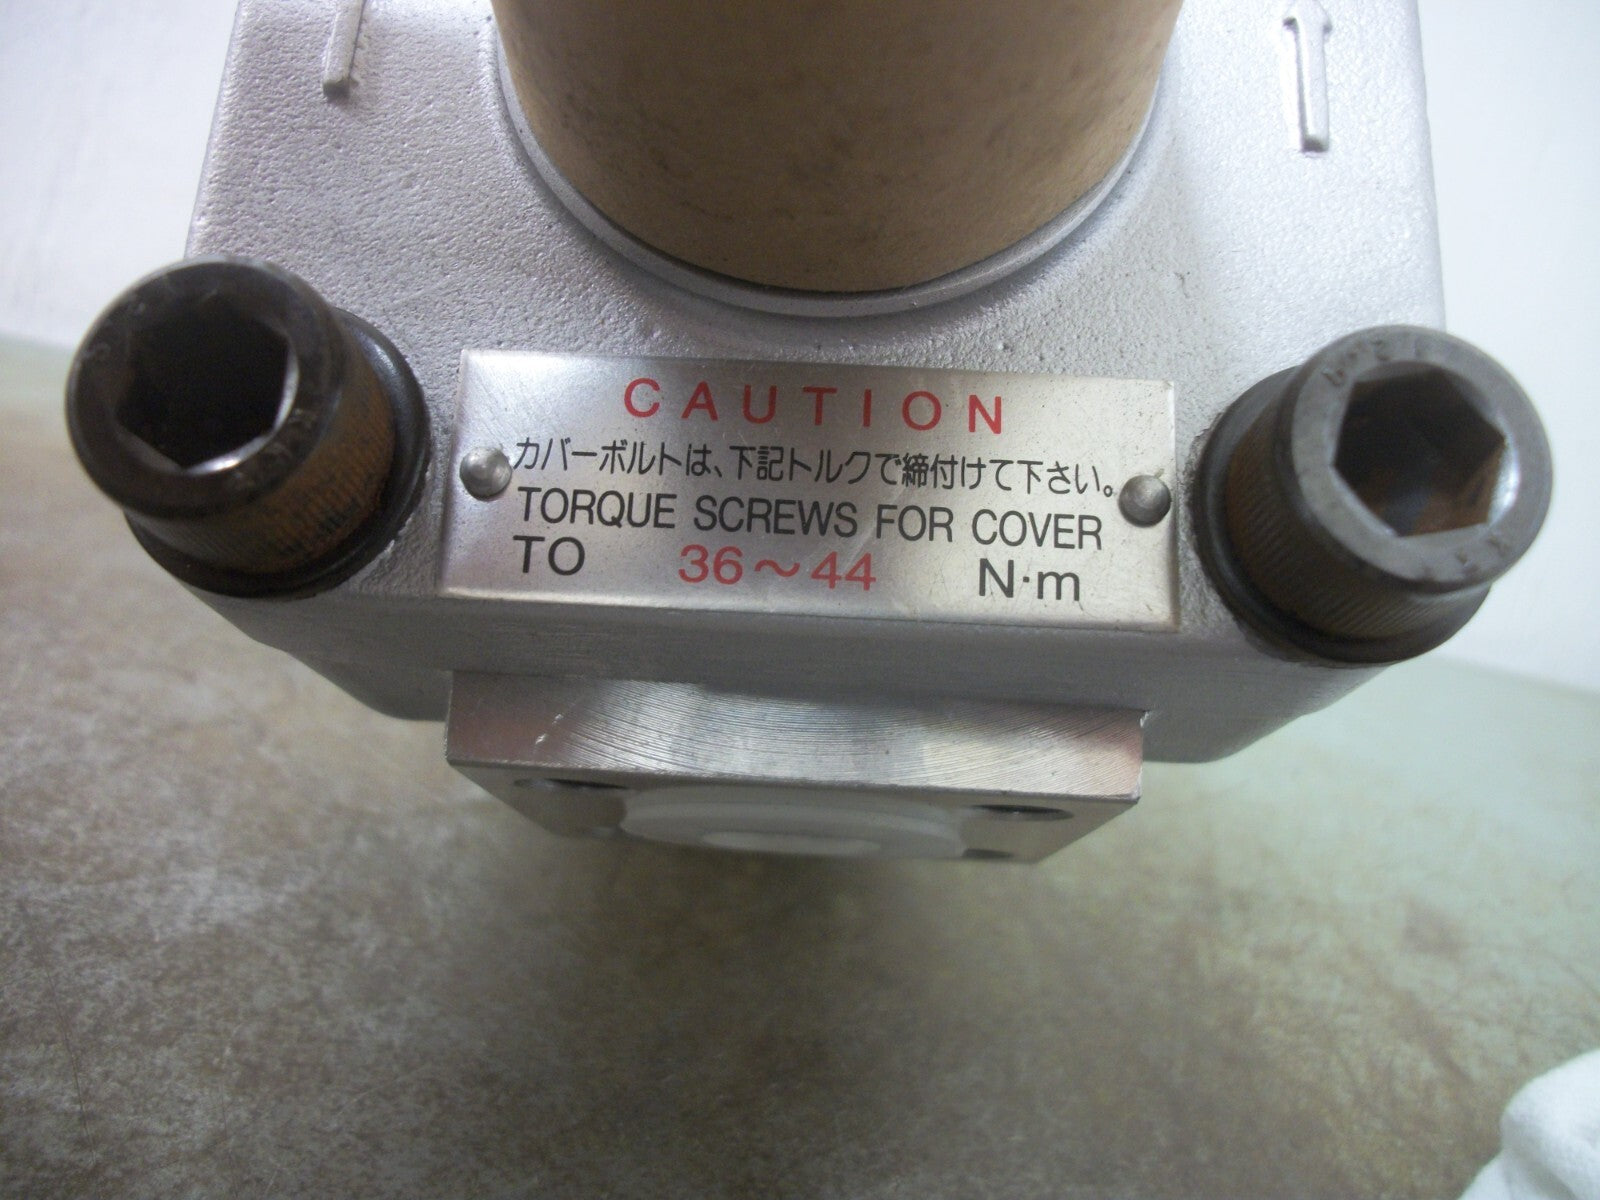 CAUTION
カバーボルトは、下記トルクで締付けて下さい。
TORQUE SCREWS FOR COVER
TO 36～44 N·m